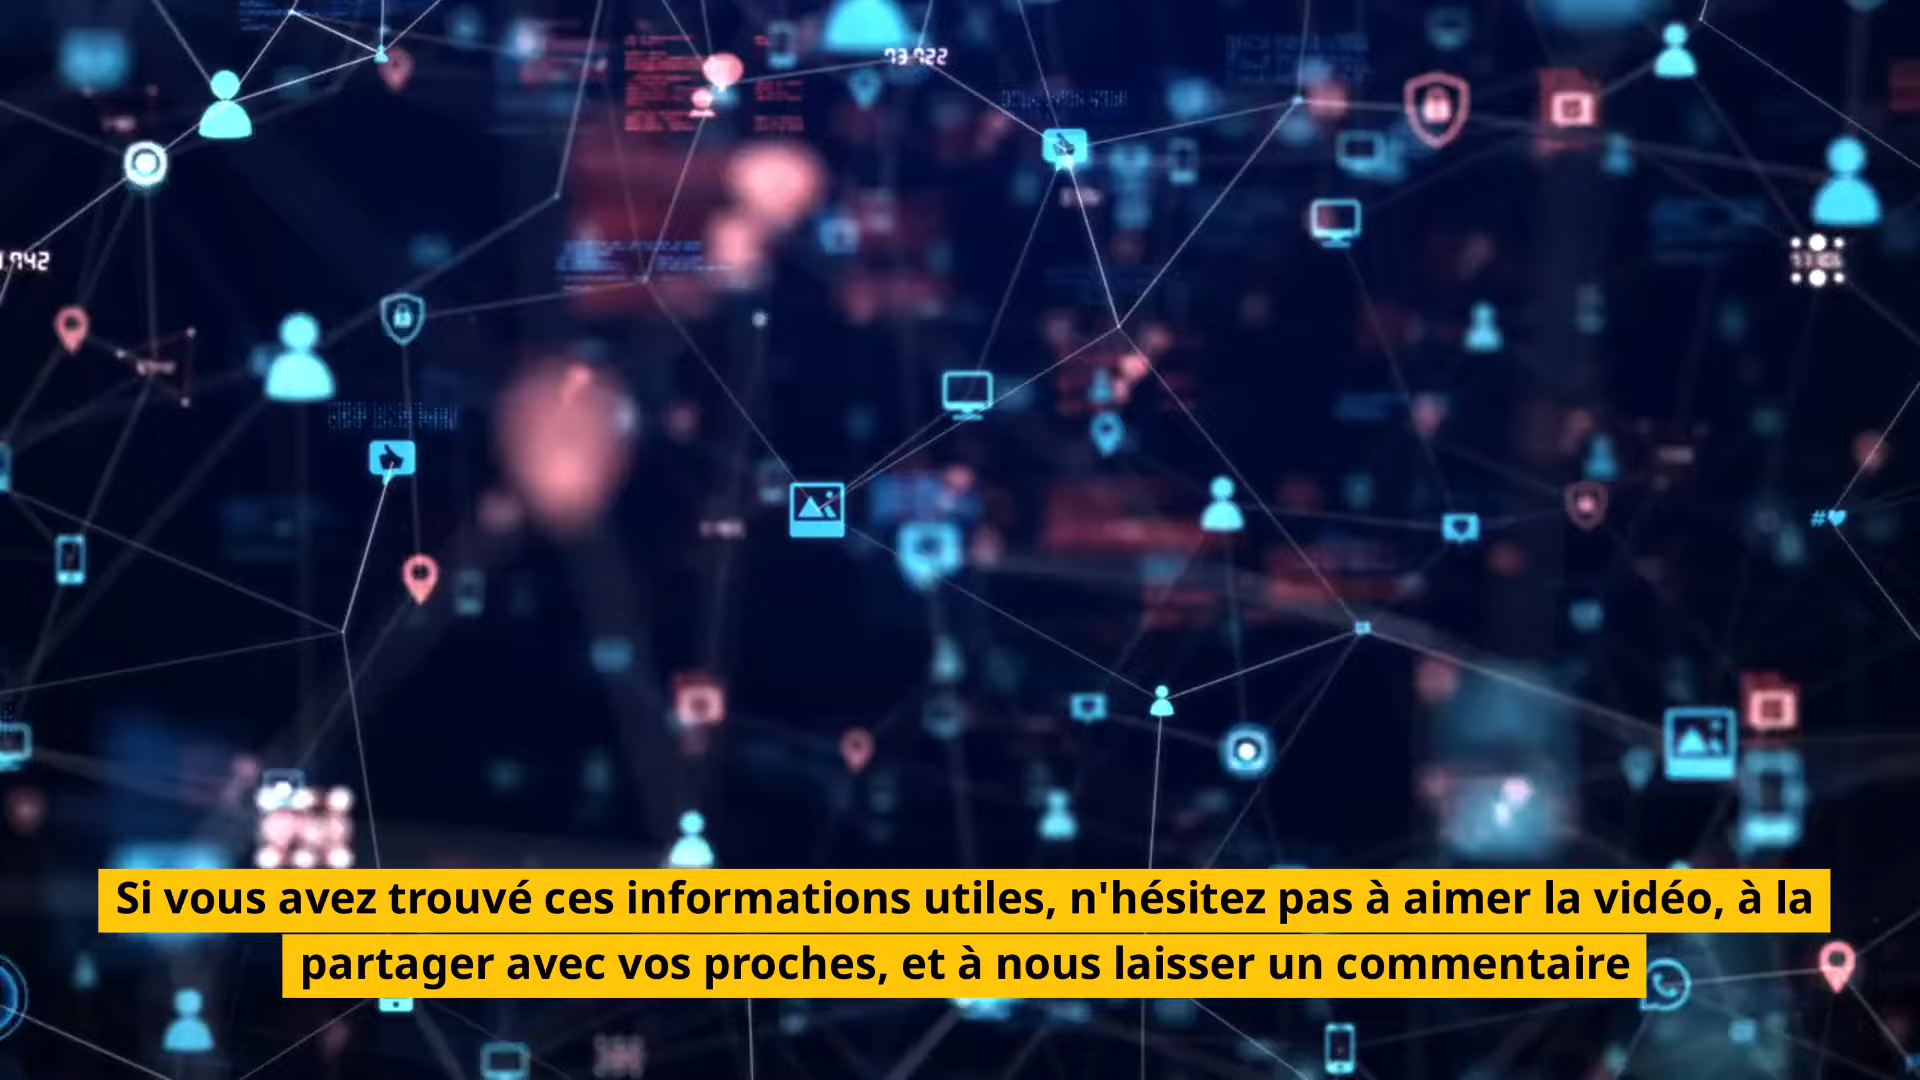 Si vous avez trouvé ces informations utiles, n'hésitez pas à aimer la vidéo, à la
partager avec vos proches, et à nous laisser un commentaire